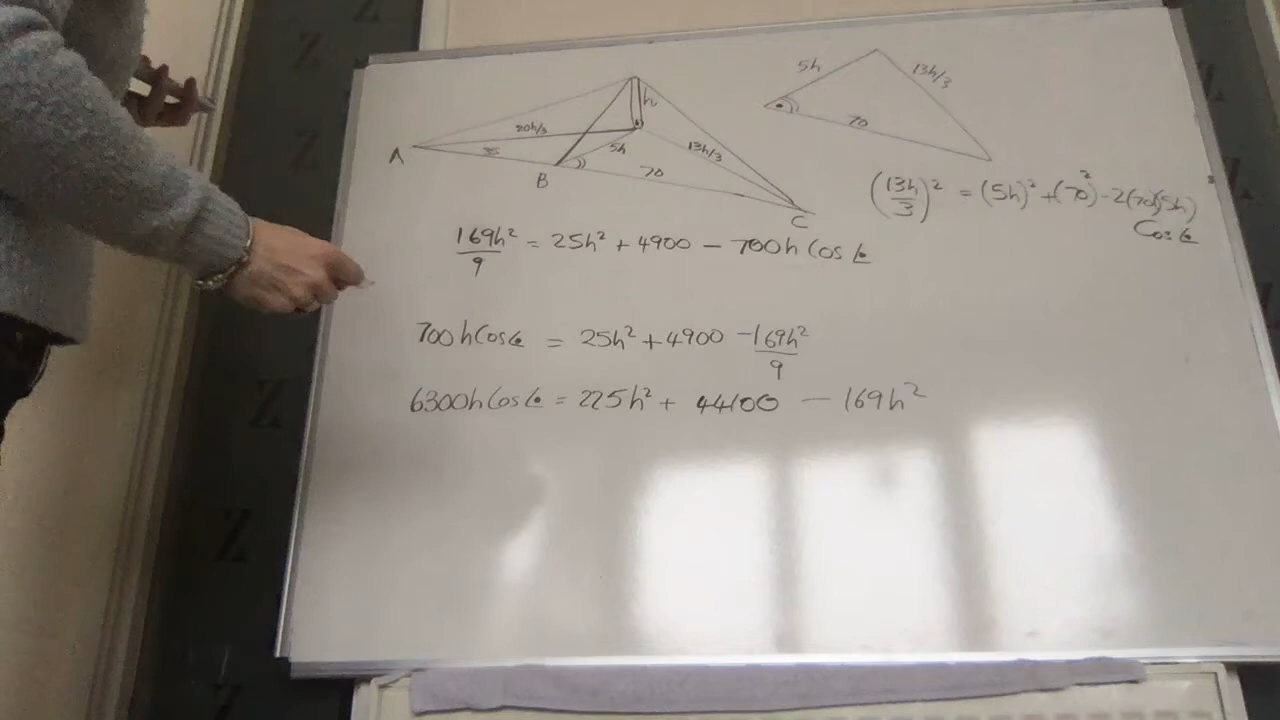 5h
13h/3
70
h
20h/3
5h
13h/3
x
70
A
B
C
(13h/3)² = (5h)² + (70)² - 2(70)(5h)
Cos
169h²/9 = 25h² + 4900 - 700h Cos
700h Cos = 25h² + 4900 - 169h²/9
6300h Cos = 225h² + 44100 - 169h²